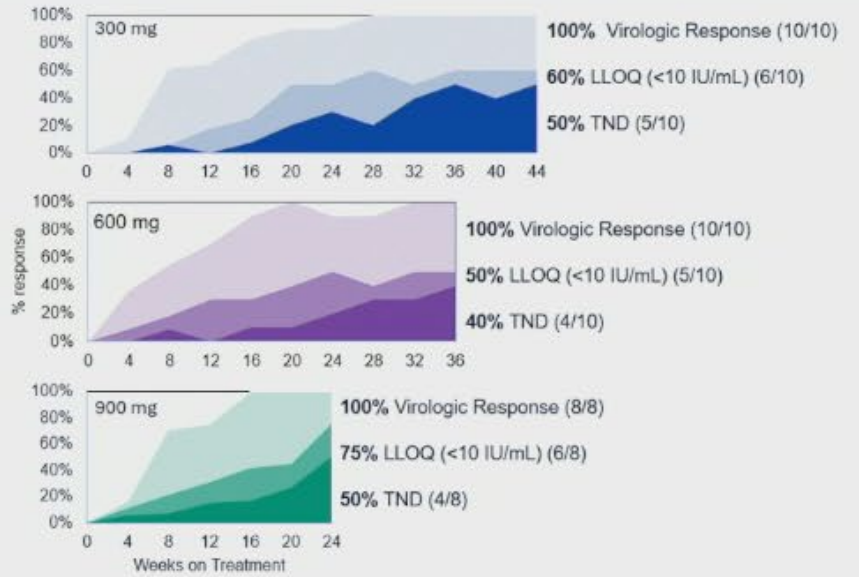 100%
300 mg
80%
60%
40%
20%
0%
0 4 8 12 16 20 24 28 32 36 40 44
100% Virologic Response (10/10)
60% LLOQ (<10 IU/mL) (6/10)
50% TND (5/10)
% response
100%
600 mg
80%
60%
40%
20%
0%
0 4 8 12 16 20 24 28 32 36
100% Virologic Response (10/10)
50% LLOQ (<10 IU/mL) (5/10)
40% TND (4/10)
100%
900 mg
80%
60%
40%
20%
0%
0 4 8 12 16 20 24
Weeks on Treatment
100% Virologic Response (8/8)
75% LLOQ (<10 IU/mL) (6/8)
50% TND (4/8)